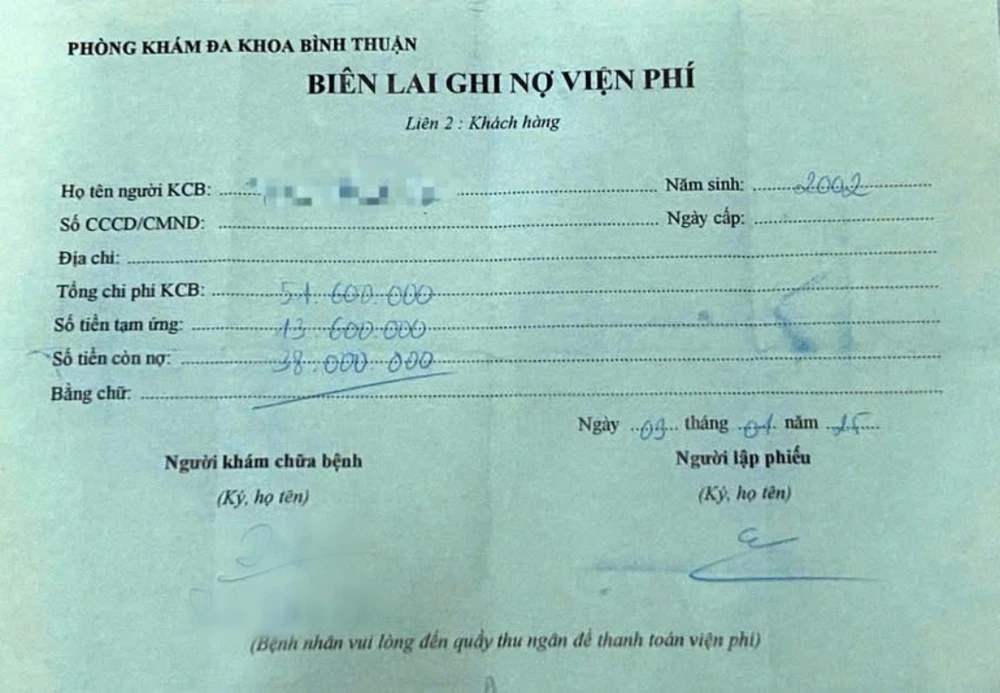 PHÒNG KHÁM ĐA KHOA BÌNH THUẬN
BIÊN LAI GHI NỢ VIỆN PHÍ
Liên 2 : Khách hàng
Họ tên người KCB: Năm sinh: 2002
Số CCCD/CMND: Ngày cấp:
Địa chỉ:
Tổng chi phí KCB: 51.600.000
Số tiền tạm ứng: 13.600.000
Số tiền còn nợ: 38.000.000
Bằng chữ:
Ngày 03 tháng 01 năm 25
Người khám chữa bệnh Người lập phiếu
(Ký, họ tên) (Ký, họ tên)
(Bệnh nhân vui lòng đến quầy thu ngân để thanh toán viện phí)